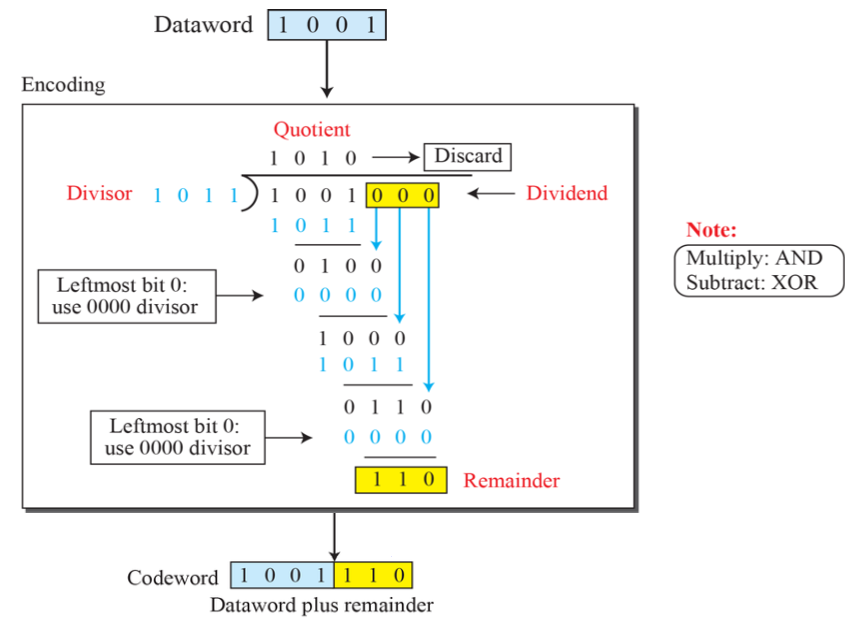 Dataword 1 0 0 1
Encoding
Quotient
1 0 1 0 Discard
Divisor 1 0 1 1 1 0 0 1 0 0 0 Dividend
1 0 1 1
Note:
Multiply: AND
Subtract: XOR
0 1 0 0
Leftmost bit 0:
use 0000 divisor
0 0 0 0
1 0 0 0
1 0 1 1
0 1 1 0
Leftmost bit 0:
use 0000 divisor
0 0 0 0
1 1 0 Remainder
Codeword 1 0 0 1 1 1 0
Dataword plus remainder